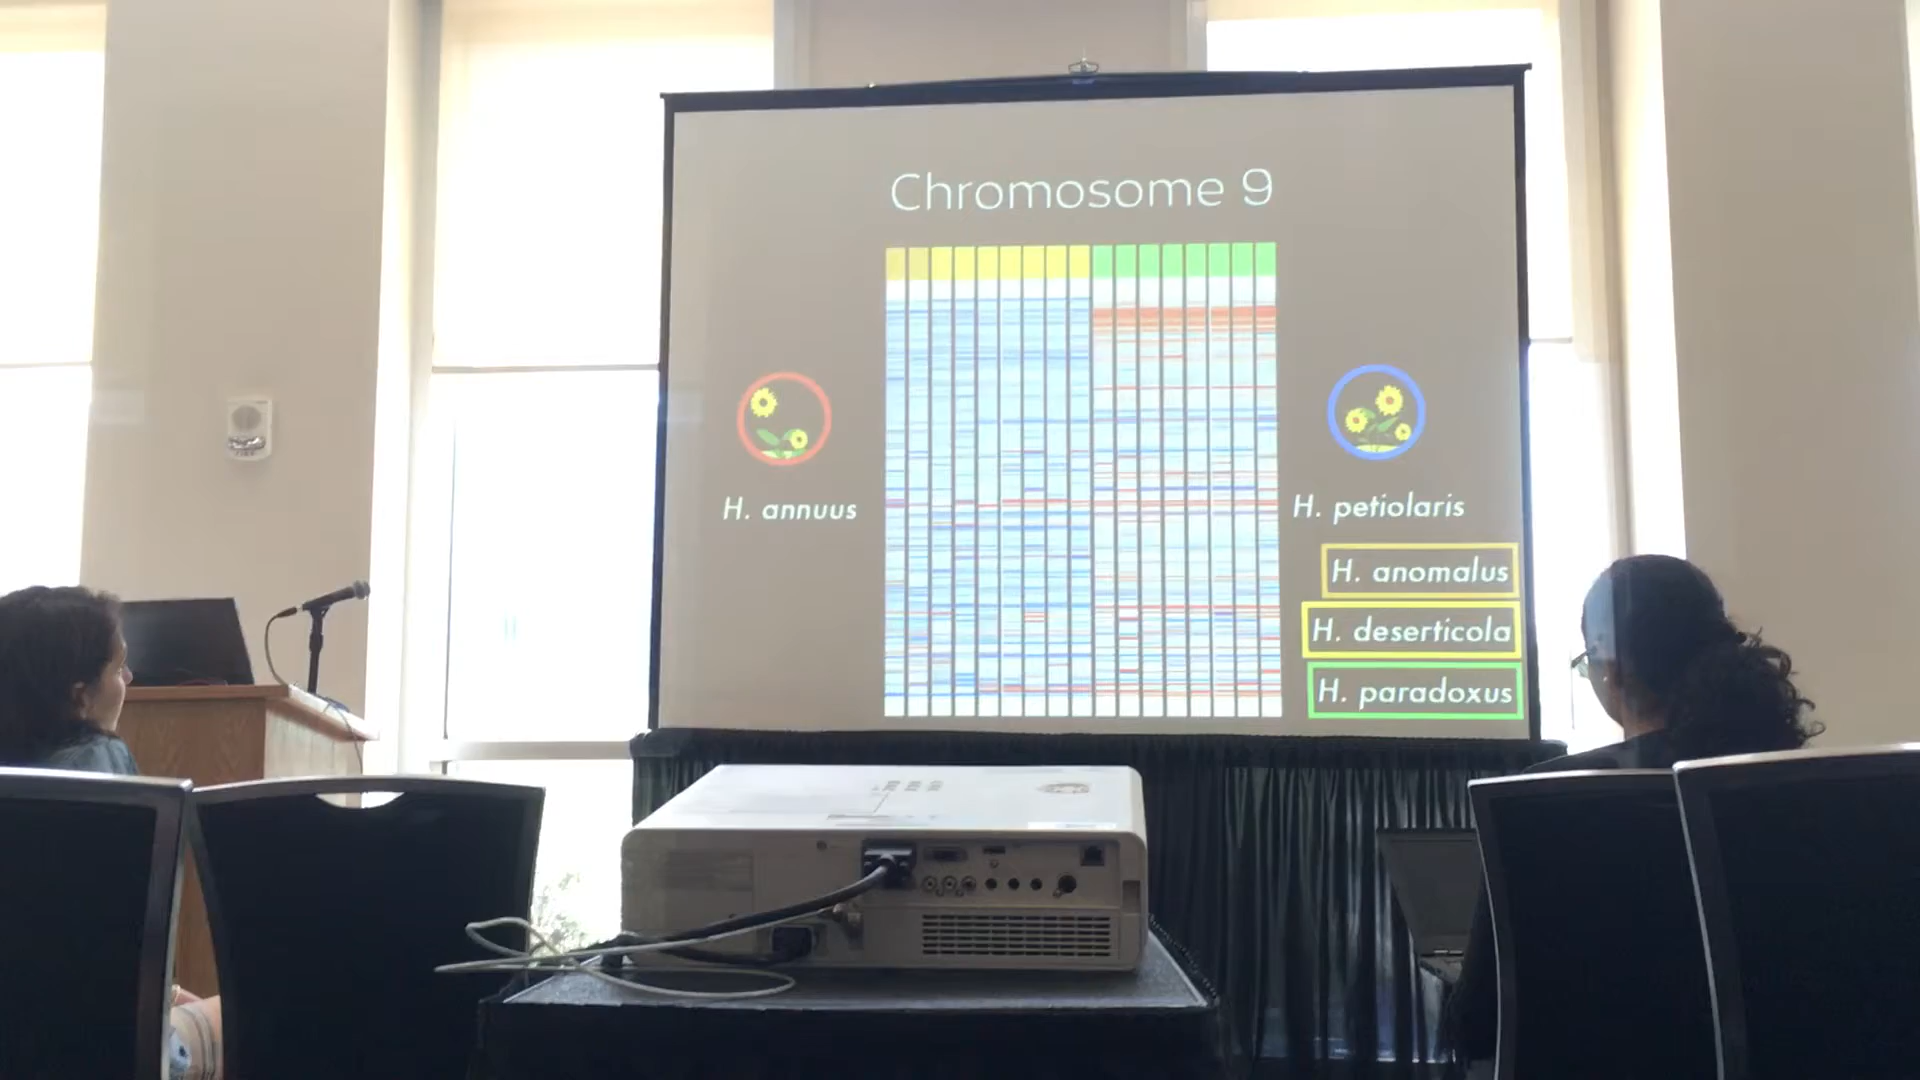 Chromosome 9
H. annuus
H. petiolaris
H. anomalus
H. deserticola
H. paradoxus